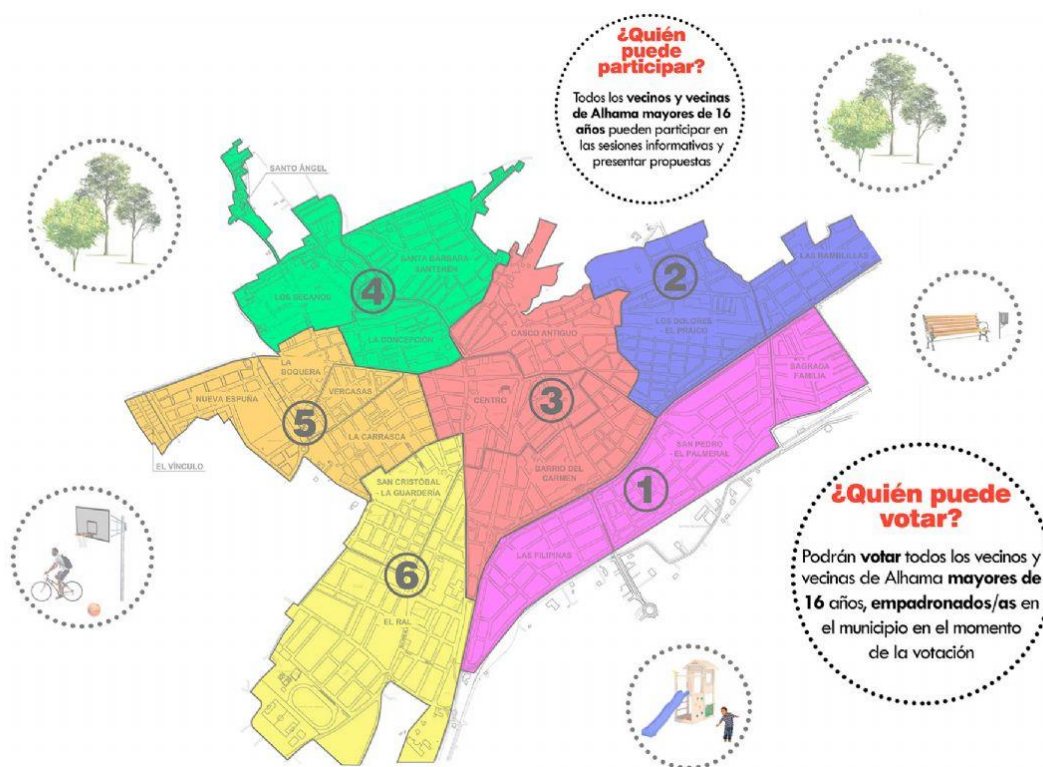 ¿Quién
puede
participar?
Todos los vecinos y vecinas
de Alhama mayores de 16
años pueden participar en
las sesiones informativas y
presentar propuestas
SANTO ÁNGEL
SANTA BÁRBARA
4
LOS SECANOS
LA CONCEPCIÓN
2
LAS RAMBLILLAS
LOS DOLORES
EL PRAICO
CASCO ANTIGUO
CENTRO
3
BARRIO DEL
CARMEN
SAGRADA
FAMILIA
SAN PEDRO
EL PALMERAL
1
LAS FILIPINAS
LA
BOQUERA
NUEVA ESPUÑA
VERGASAS
5
LA CARRASCA
EL VÍNCULO
SAN CRISTÓBAL
LA GUARDERÍA
6
EL RAL
¿Quién puede
votar?
Podrán votar todos los vecinos y
vecinas de Alhama mayores de
16 años, empadronados/as en
el municipio en el momento
de la votación